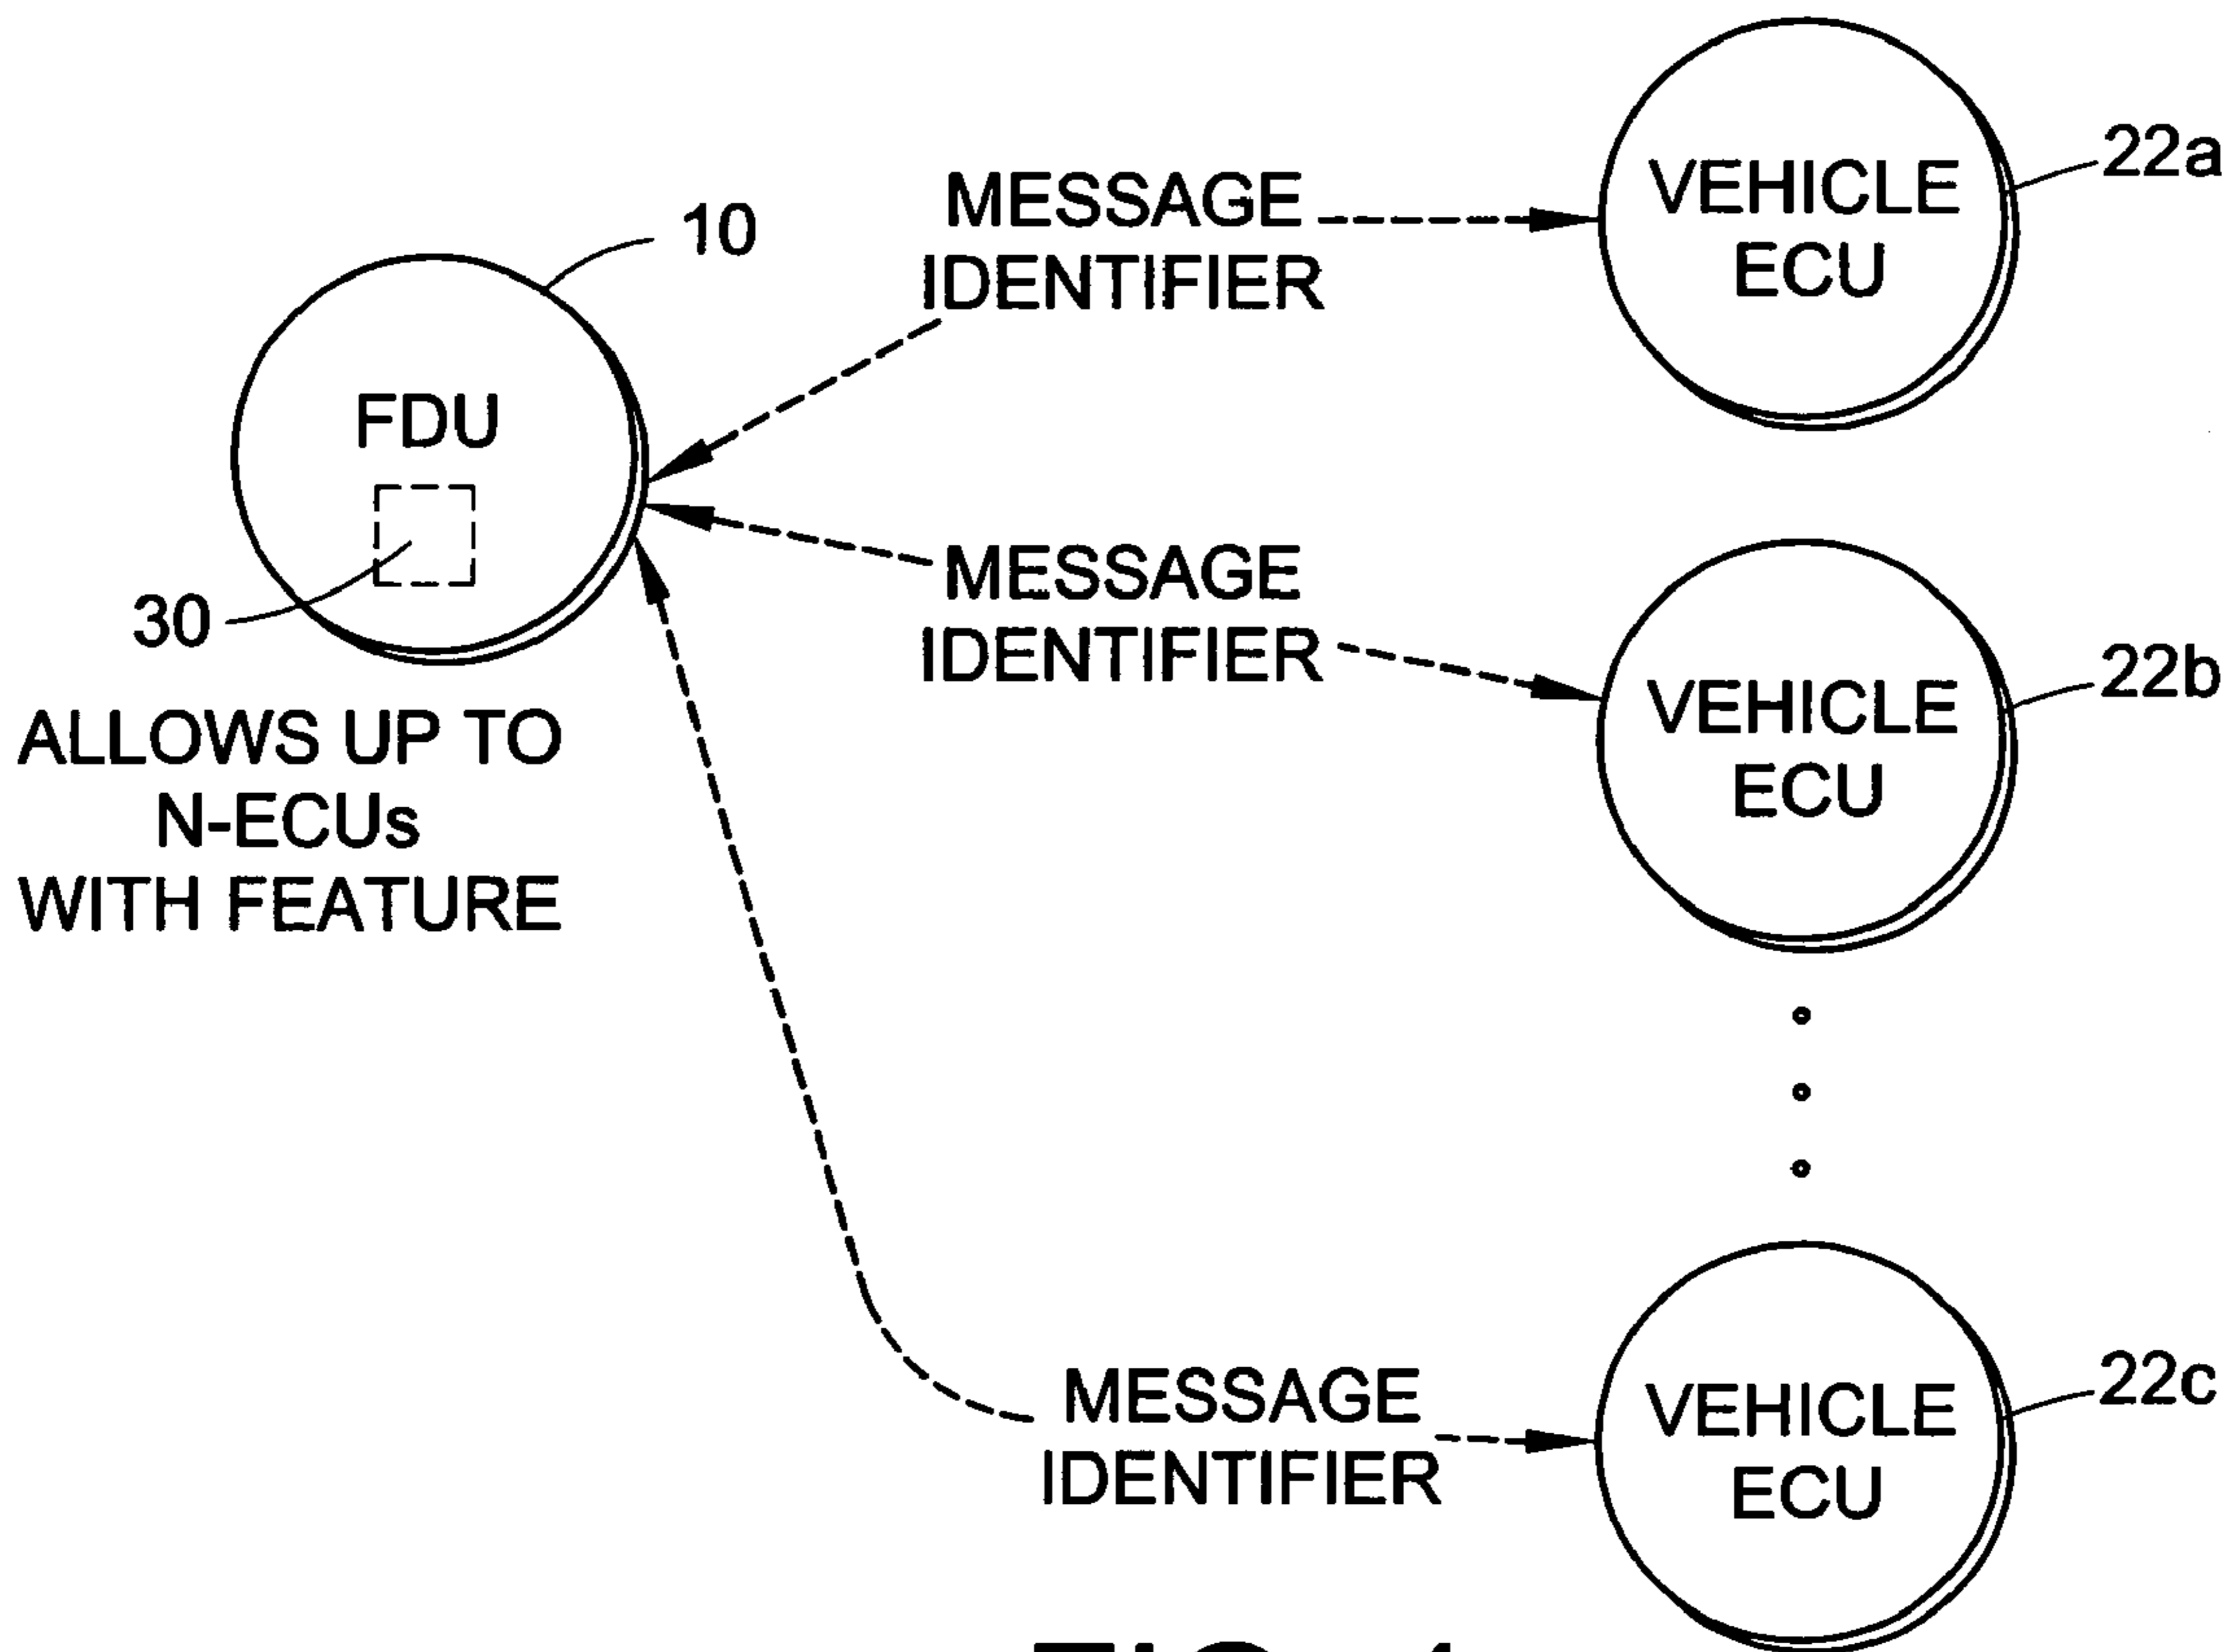 22a
VEHICLE
ECU
MESSAGE
IDENTIFIER
10
FDU
30
ALLOWS UP TO
N-ECUs
WITH FEATURE
MESSAGE
IDENTIFIER
22b
VEHICLE
ECU
MESSAGE
IDENTIFIER
22c
VEHICLE
ECU